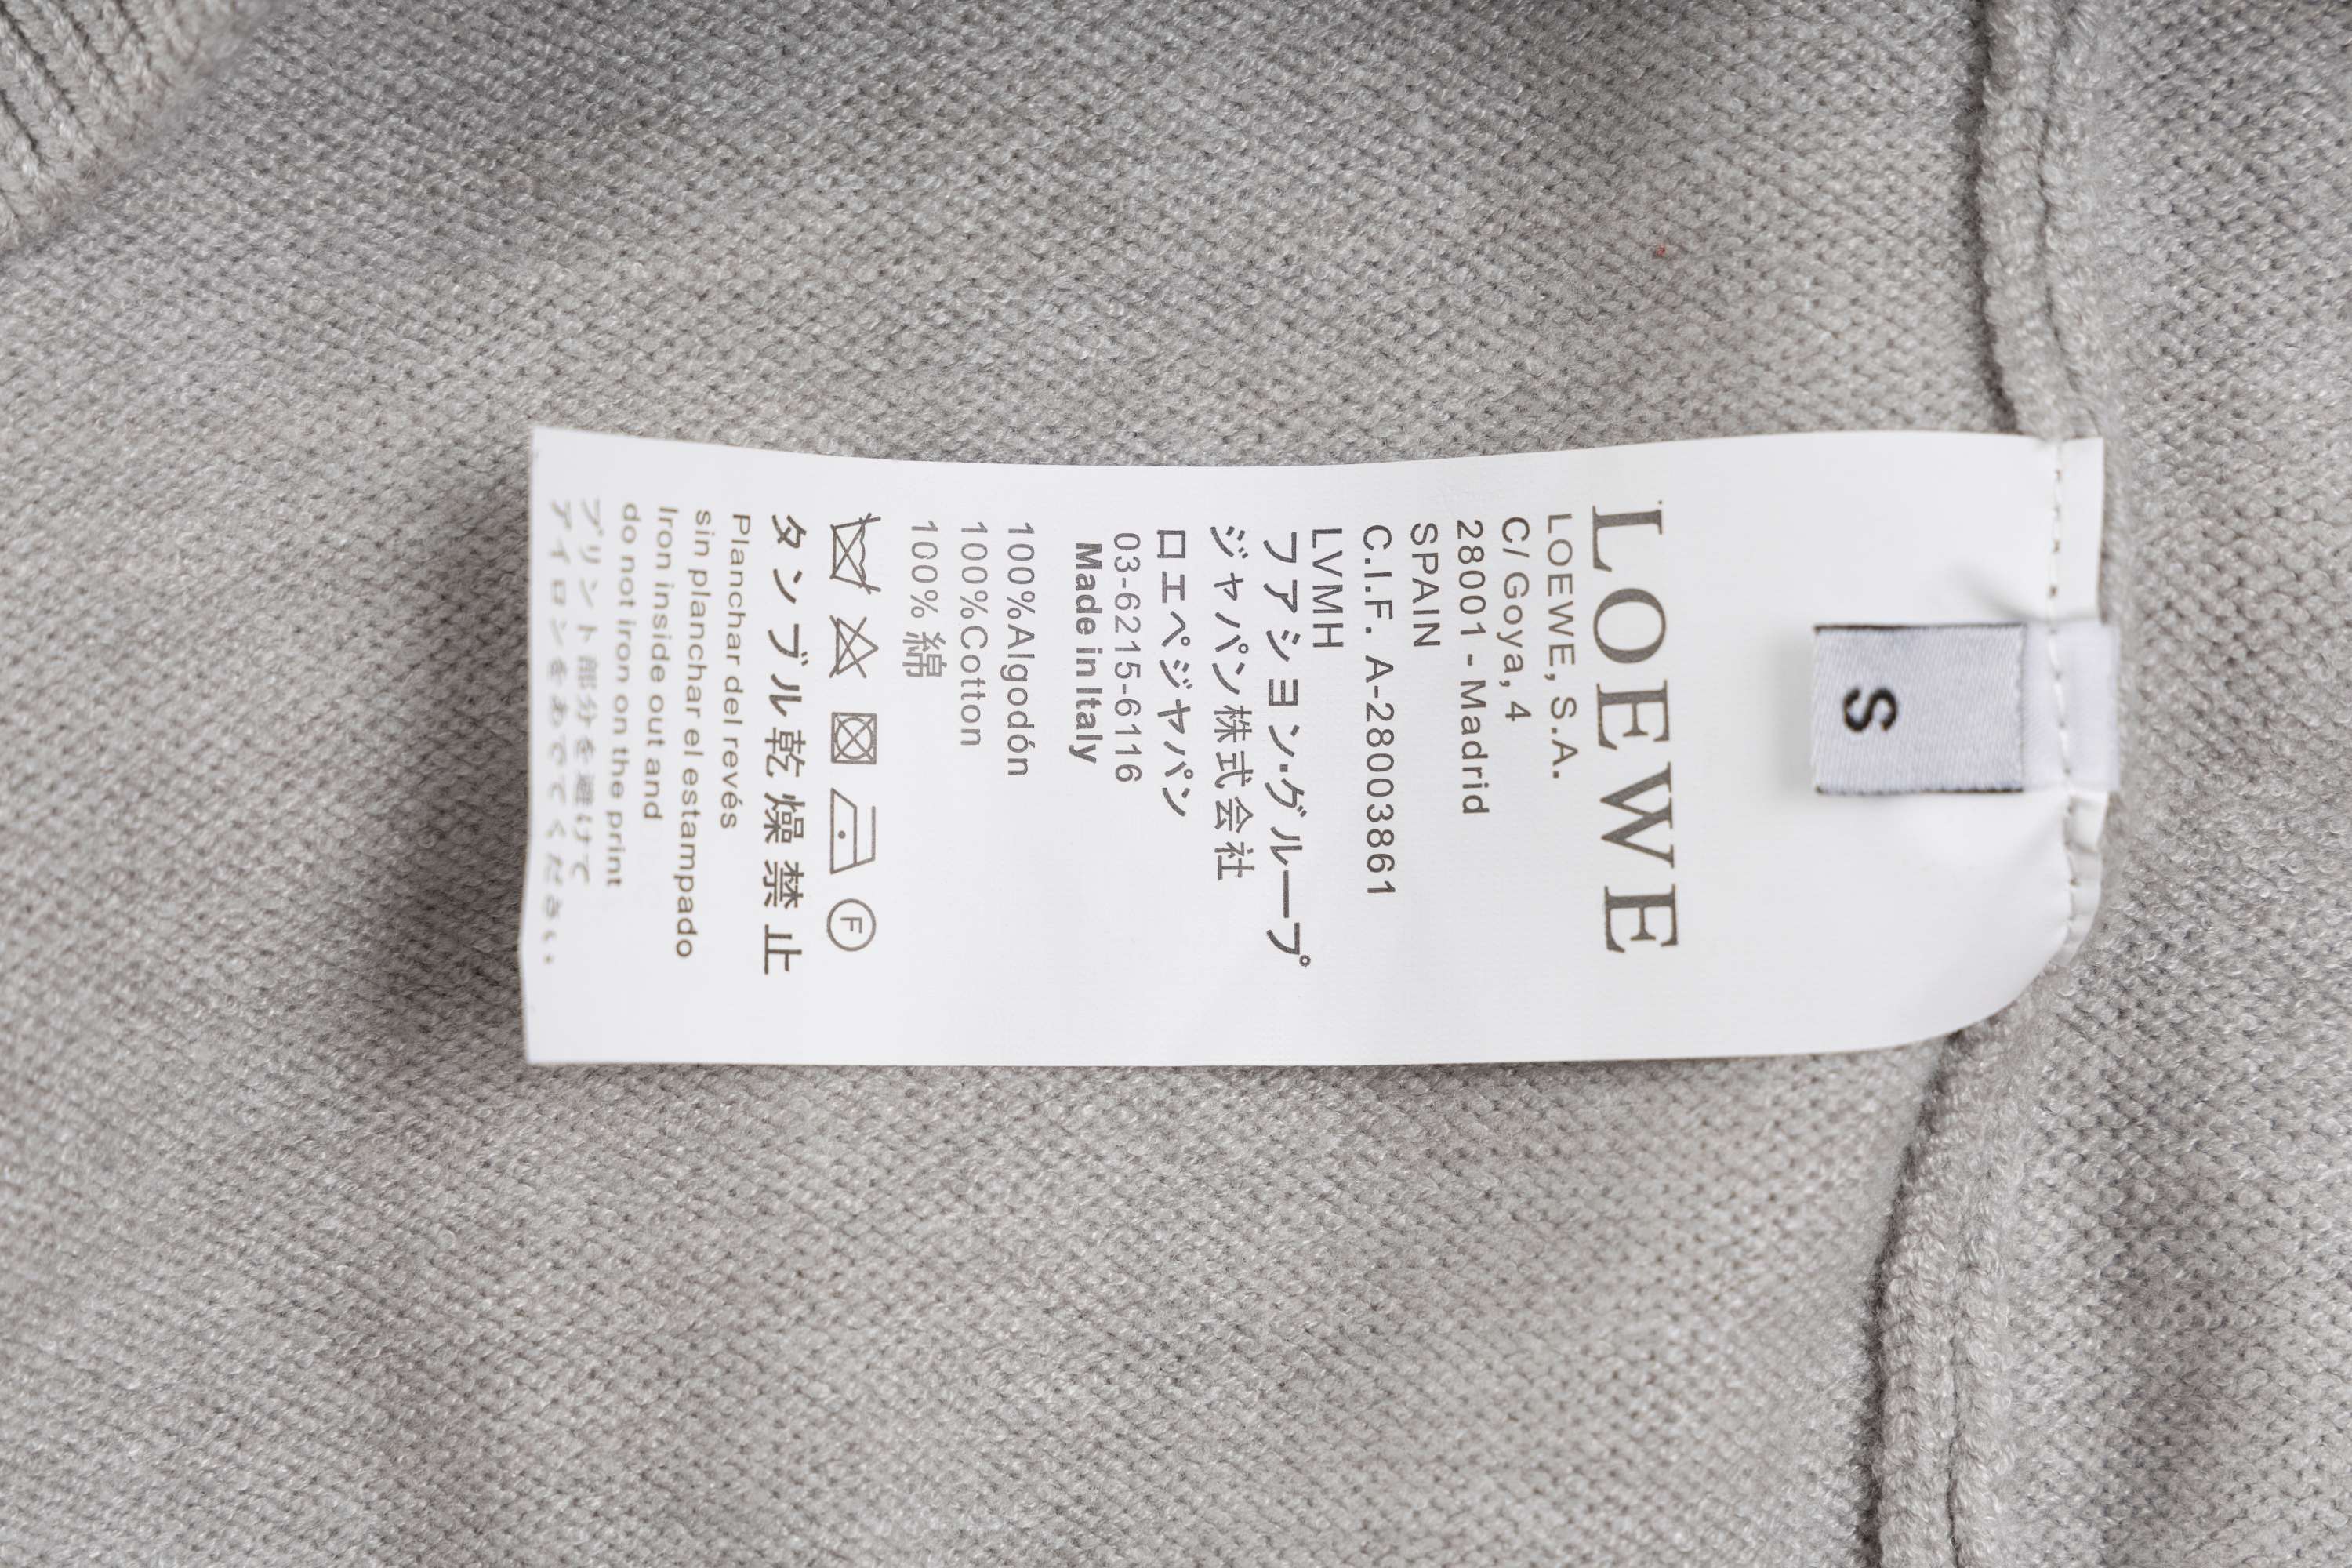 S
LOEWE
LOEWE, S.A.
C/ Goya, 4
28001 - Madrid
SPAIN
C.I.F. A-28003861
LVMH
ファション・グループ
ジャパン株式会社
ロエベジャパン
03-6215-6116
Made in Italy
100%Algodón
100%Cotton
100% 綿
F
タンブル乾燥禁止
Planchar del revés
sin planchar el estampado
Iron inside out and
do not iron on the print
プリント部分を避けて
アイロンをあててください。